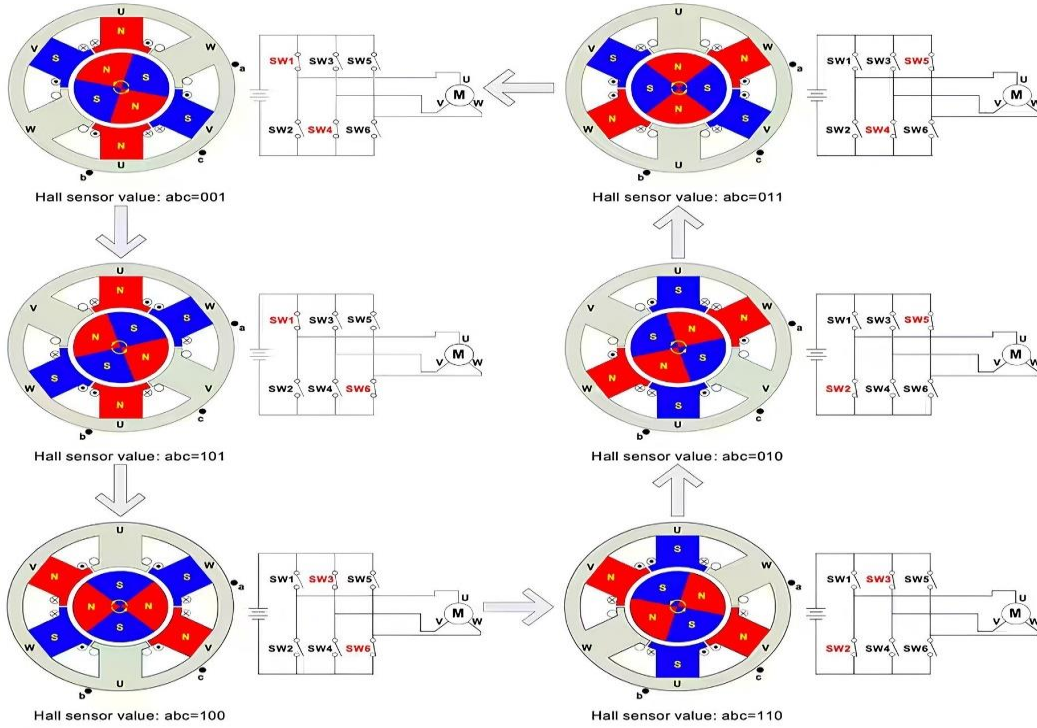 U
V
S
N
W
N
S
a
S
N
S
W
N
V
U
c
b
SW1 SW3 SW5
U
M
V W
SW2 SW4 SW6
Hall sensor value: abc=001
U
V
S
N
W
N
a
S
S
N
N
S
W
V
U
c
b
SW1 SW3 SW5
U
M
V W
SW2 SW4 SW6
Hall sensor value: abc=011
U
N
V
W
S
S
a
N
N
S
S
W
V
N
U
c
b
SW1 SW3 SW5
U
M
V W
SW2 SW4 SW6
Hall sensor value: abc=101
U
S
V
W
N
N
a
S
S
N
N
W
V
S
U
c
b
SW1 SW3 SW5
U
M
V W
SW2 SW4 SW6
Hall sensor value: abc=010
U
V
W
N
S
S
a
N
N
S
S
N
W
V
U
c
b
SW1 SW3 SW5
U
M
V W
SW2 SW4 SW6
Hall sensor value: abc=100
U
S
V
W
N
S
a
N
N
S
N
W
V
S
U
c
b
SW1 SW3 SW5
U
M
V W
SW2 SW4 SW6
Hall sensor value: abc=110